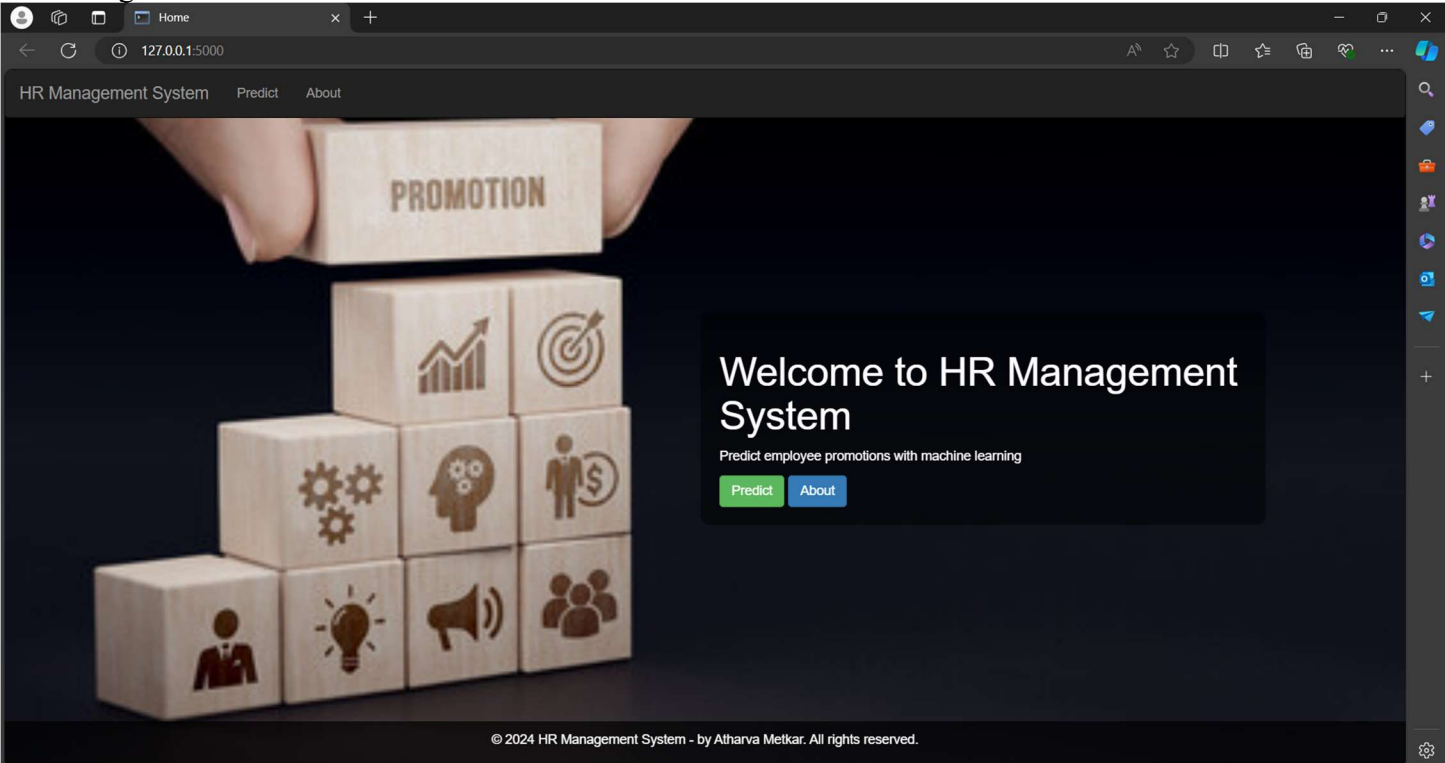 Home
127.0.0.1:5000
HR Management System Predict About
PROMOTION
Welcome to HR Management
System
Predict employee promotions with machine learning
Predict About
© 2024 HR Management System - by Atharva Metkar. All rights reserved.